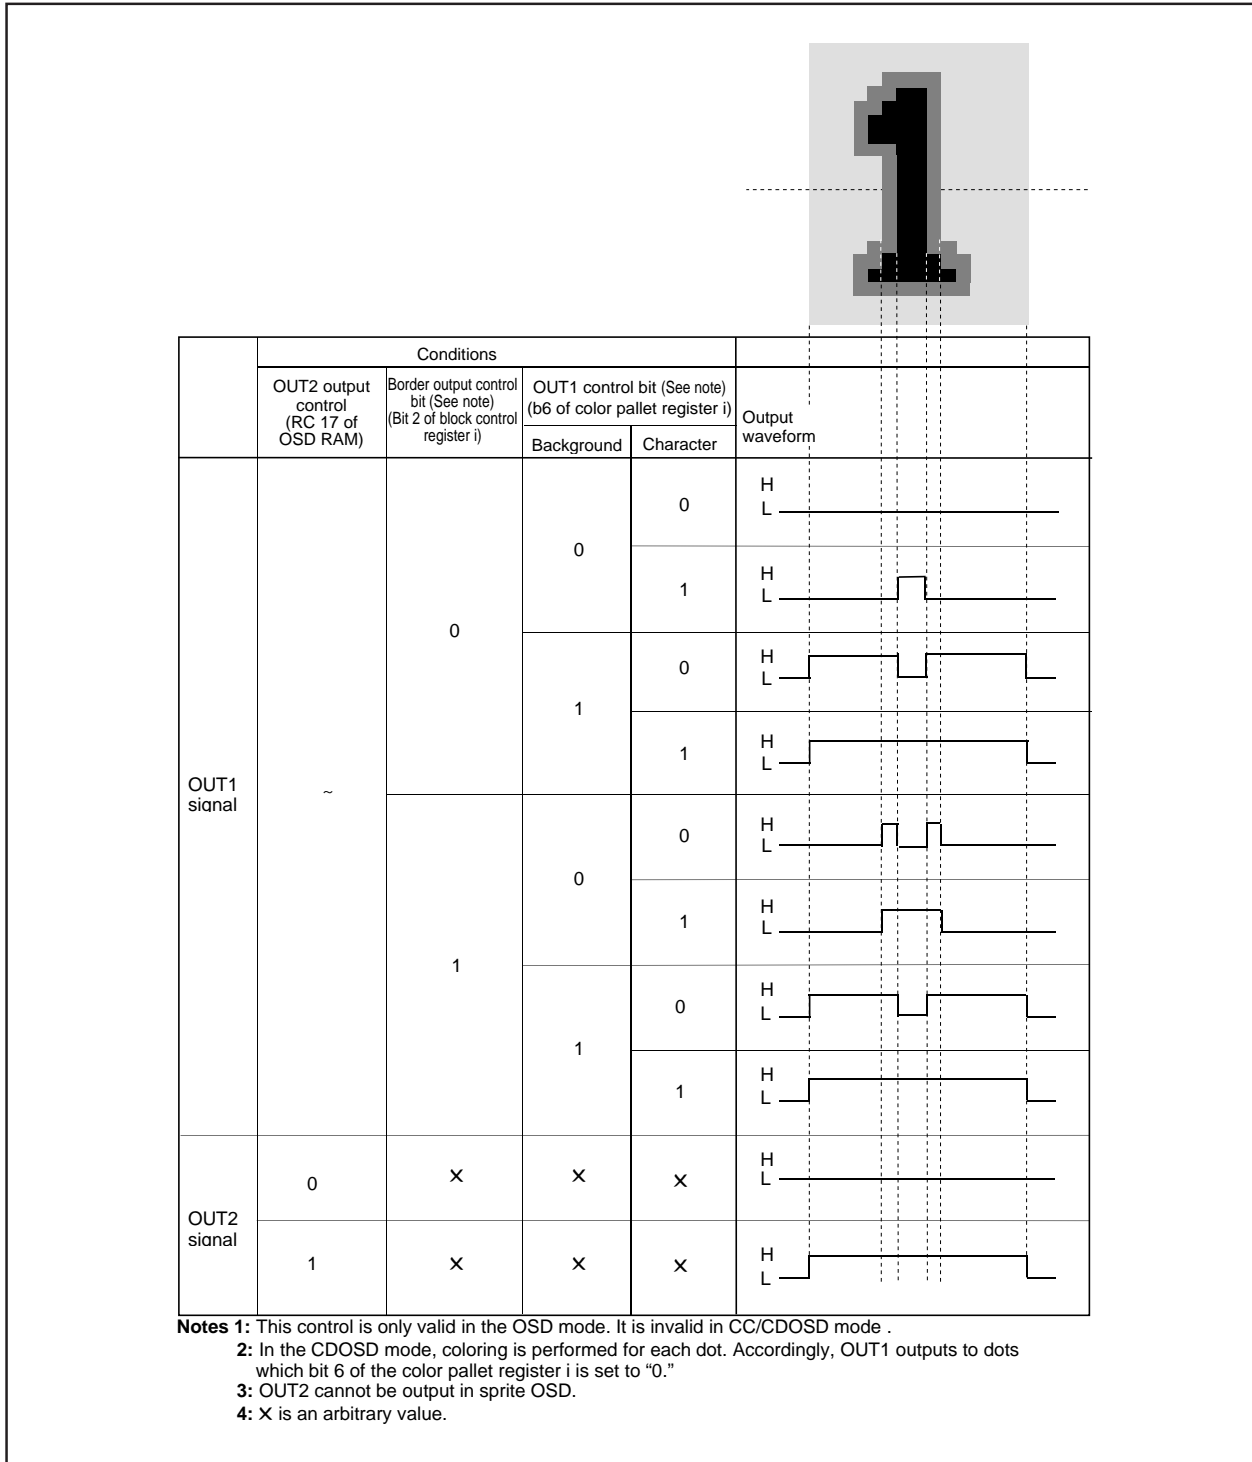 Conditions
OUT2 output
control
(RC 17 of
OSD RAM)
Border output control
bit (See note)
(Bit 2 of block control
register i)
OUT1 control bit (See note)
(b6 of color pallet register i)
Background
Character
Output
waveform
OUT1
signal
~
0
0
0
H
L
1
H
L
1
0
H
L
1
H
L
1
0
0
H
L
1
H
L
1
0
H
L
1
H
L
OUT2
signal
0
X
X
X
H
L
1
X
X
X
H
L
Notes 1: This control is only valid in the OSD mode. It is invalid in CC/CDOSD mode .
2: In the CDOSD mode, coloring is performed for each dot. Accordingly, OUT1 outputs to dots
which bit 6 of the color pallet register i is set to “0.”
3: OUT2 cannot be output in sprite OSD.
4: X is an arbitrary value.